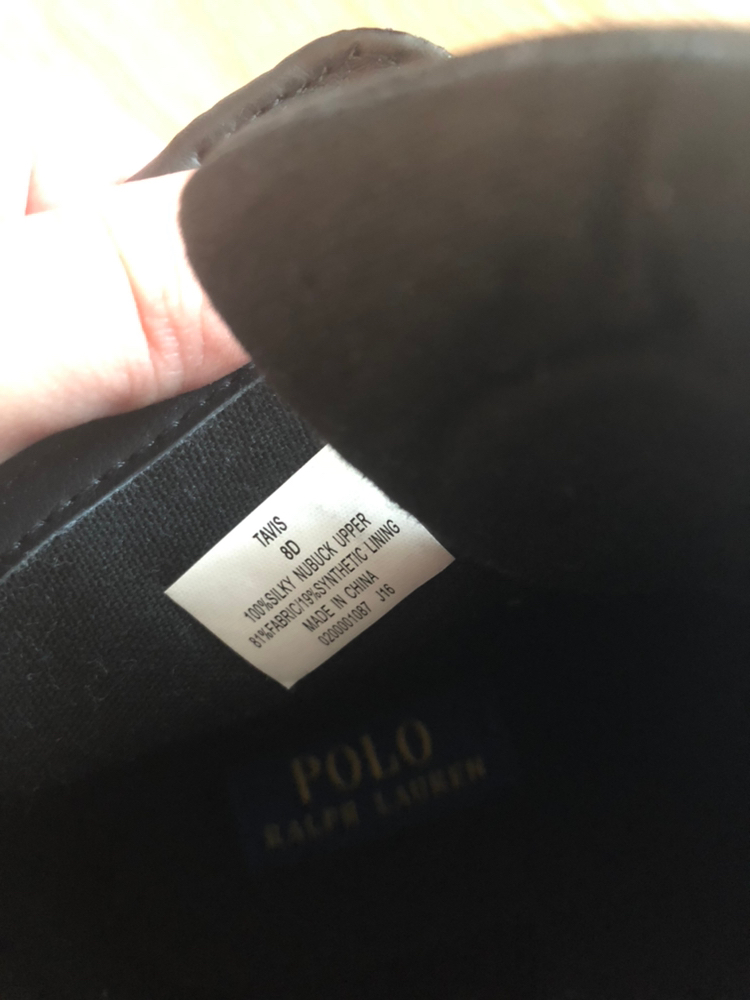 TAVIS
8D
100%SILKY NUBUCK UPPER
81%FABRIC/19%SYNTHETIC LINING
MADE IN CHINA
0200001087 J16
POLO
RALPH LAUREN